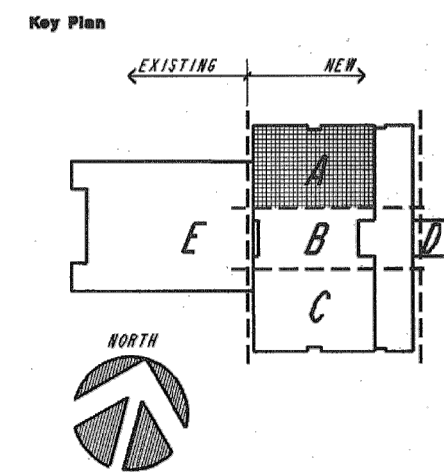 Key Plan
EXISTING NEW
A
E B D
C
NORTH